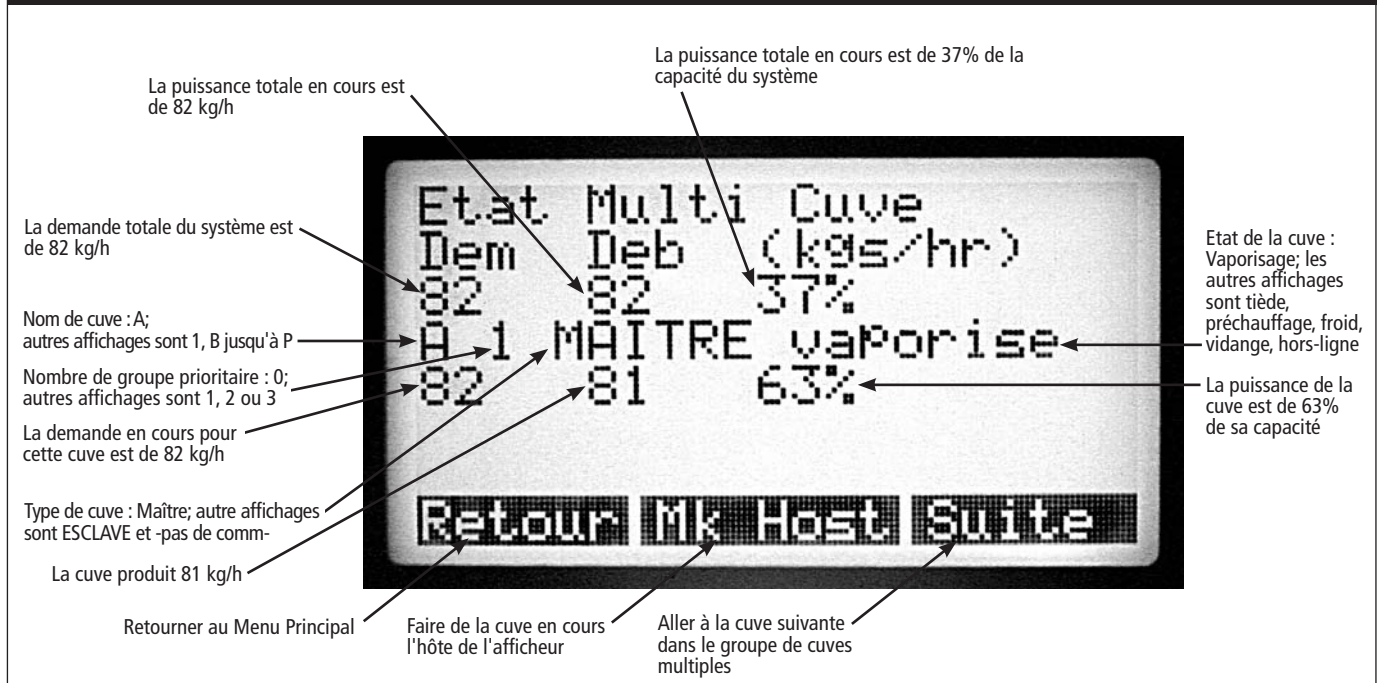 La puissance totale en cours est de 37% de la
capacité du système
La puissance totale en cours est
de 82 kg/h
La demande totale du système est
de 82 kg/h
Nom de cuve : A;
autres affichages sont 1, B jusqu'à P
Nombre de groupe prioritaire : 0;
autres affichages sont 1, 2 ou 3
La demande en cours pour
cette cuve est de 82 kg/h
Type de cuve : Maître; autre affichages
sont ESCLAVE et -pas de comm-
La cuve produit 81 kg/h
Retourner au Menu Principal
Etat Multi Cuve
Dem Deb (kgs/hr)
82 82 37%
A 1 MAITRE vaporise
82 81 63%
Retour Mk Host Suite
Faire de la cuve en cours
l'hôte de l'afficheur
Aller à la cuve suivante
dans le groupe de cuves
multiples
Etat de la cuve :
Vaporisage; les
autres affichages
sont tiède,
préchauffage, froid,
vidange, hors-ligne
La puissance de la
cuve est de 63%
de sa capacité